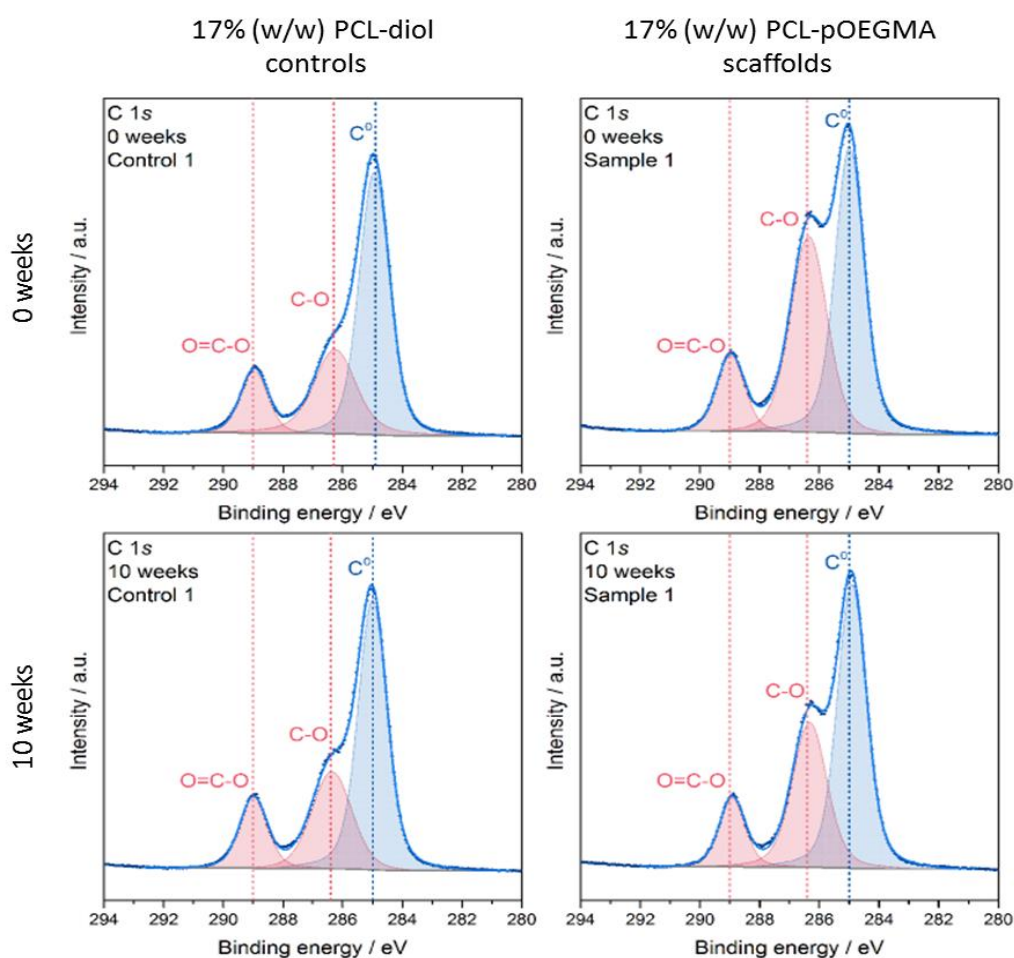 17% (w/w) PCL-diol
controls
17% (w/w) PCL-pOEGMA
scaffolds
0 weeks
C 1s
0 weeks
Control 1
C⁰
C-O
O=C-O
Intensity / a.u.
294 292 290 288 286 284 282 280
Binding energy / eV
C 1s
0 weeks
Sample 1
C⁰
C-O
O=C-O
Intensity / a.u.
294 292 290 288 286 284 282 280
Binding energy / eV
10 weeks
C 1s
10 weeks
Control 1
C⁰
C-O
O=C-O
Intensity / a.u.
294 292 290 288 286 284 282 280
Binding energy / eV
C 1s
10 weeks
Sample 1
C⁰
C-O
O=C-O
Intensity / a.u.
294 292 290 288 286 284 282 280
Binding energy / eV